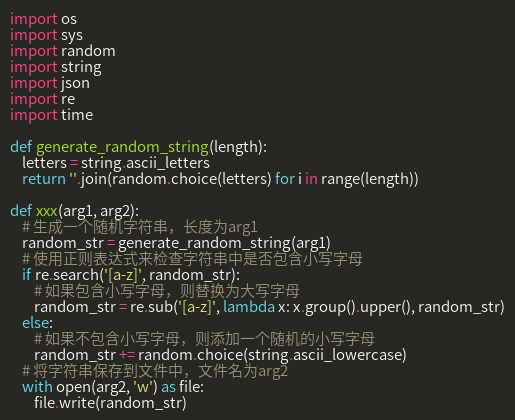 import os
import sys
import random
import string
import json
import re
import time

def generate_random_string(length):
    letters = string.ascii_letters
    return ''.join(random.choice(letters) for i in range(length))

def xxx(arg1, arg2):
    # 生成一个随机字符串，长度为arg1
    random_str = generate_random_string(arg1)
    # 使用正则表达式来检查字符串中是否包含小写字母
    if re.search('[a-z]', random_str):
        # 如果包含小写字母，则替换为大写字母
        random_str = re.sub('[a-z]', lambda x: x.group().upper(), random_str)
    else:
        # 如果不包含小写字母，则添加一个随机的小写字母
        random_str += random.choice(string.ascii_lowercase)
    # 将字符串保存到文件中，文件名为arg2
    with open(arg2, 'w') as file:
        file.write(random_str)